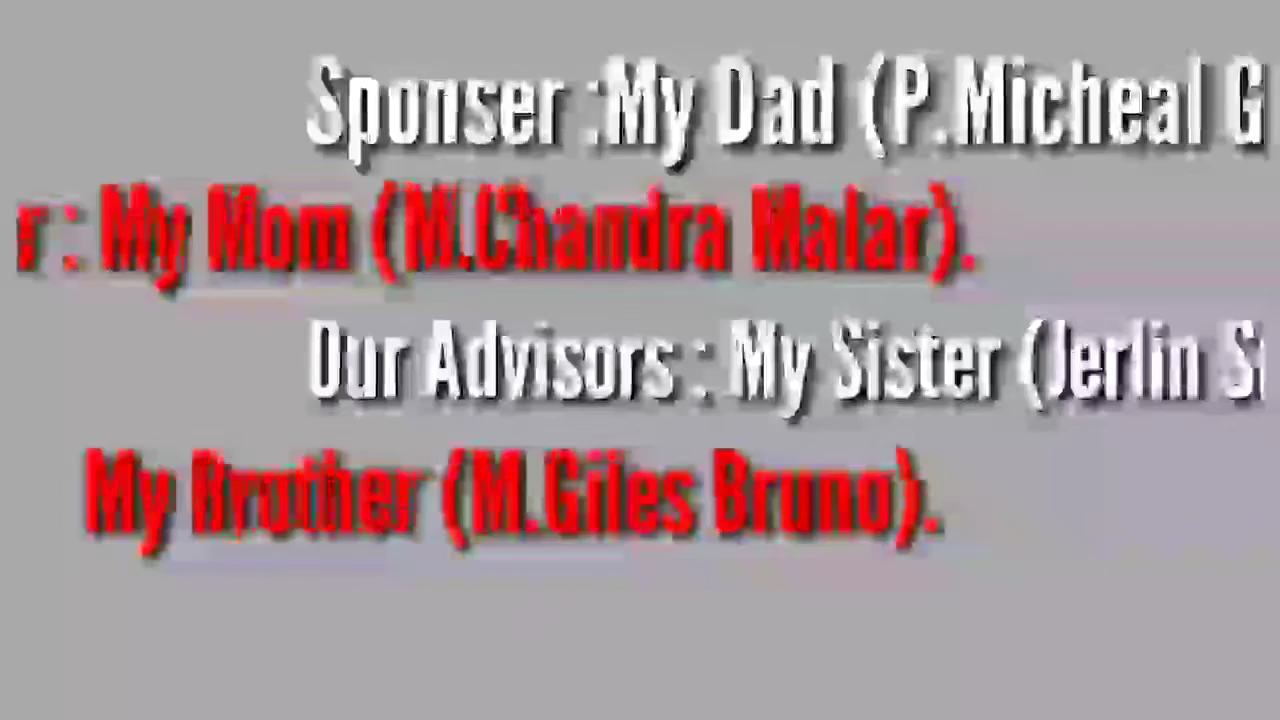 Sponser :My Dad (P.Micheal G
r : My Mom (M.Chandra Malar).
Our Advisors : My Sister (Jerlin S
My Brother (M.Giles Bruno).